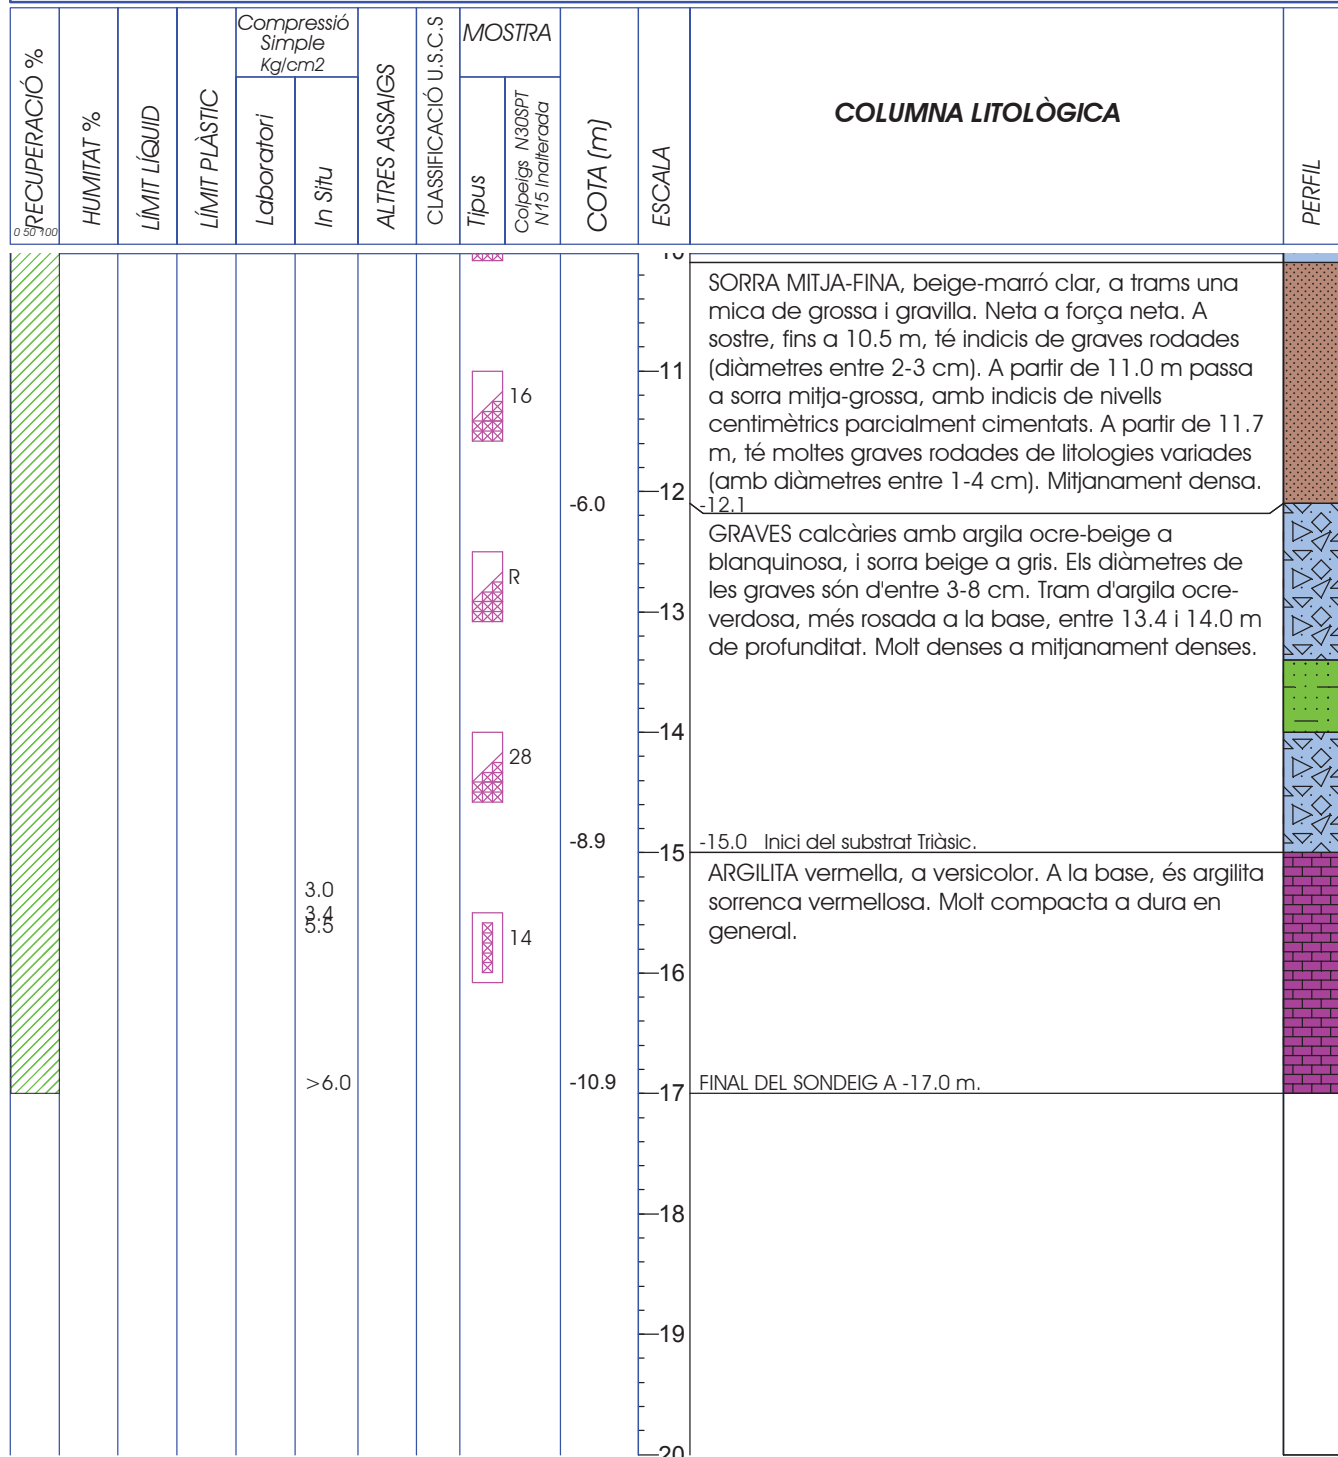 RECUPERACIÓ %
0 50 100
HUMITAT %
LÍMIT LÍQUID
LÍMIT PLÀSTIC
Compressió
Simple
Kg/cm2
Laboratori
In Situ
ALTRES ASSAIGS
CLASSIFICACIÓ U.S.C.S
MOSTRA
Tipus
Colpeigs N30SPT
N15 Inalterada
COTA (m)
ESCALA
COLUMNA LITOLÒGICA
PERFIL
10
SORRA MITJA-FINA, beige-marró clar, a trams una
mica de grossa i gravilla. Neta a força neta. A
sostre, fins a 10.5 m, té indicis de graves rodades
(diàmetres entre 2-3 cm). A partir de 11.0 m passa
a sorra mitja-grossa, amb indicis de nivells
centimètrics parcialment cimentats. A partir de 11.7
m, té moltes graves rodades de litologies variades
(amb diàmetres entre 1-4 cm). Mitjanament densa.
11
16
12
-6.0
-12.1
GRAVES calcàries amb argila ocre-beige a
blanquinosa, i sorra beige a gris. Els diàmetres de
les graves són d'entre 3-8 cm. Tram d'argila ocre-
verdosa, més rosada a la base, entre 13.4 i 14.0 m
de profunditat. Molt denses a mitjanament denses.
R
13
14
28
-8.9
-15.0 Inici del substrat Triàsic.
15
ARGILITA vermella, a versicolor. A la base, és argilita
sorrenca vermellosa. Molt compacta a dura en
general.
3.0
3.4
5.5
14
16
>6.0
-10.9
17
FINAL DEL SONDEIG A -17.0 m.
18
19
20